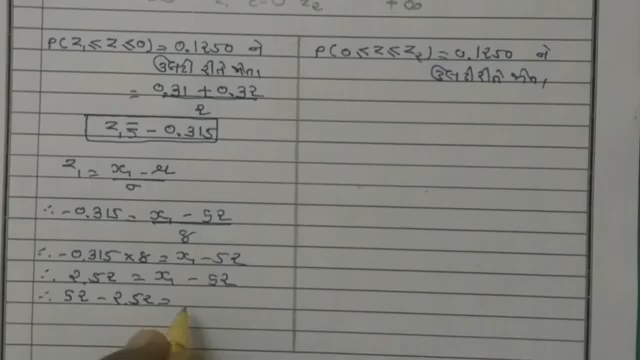 P(Z₁ ≤ Z ≤ 0) = 0.1250 ને
ઉલટી રીતે જોતા,
= 0.31 + 0.32
2
Z₁ = - 0.315
Z₁ = x₁ - μ
σ
∴ -0.315 = x₁ - 52
8
∴ -0.315 × 8 = x₁ - 52
∴ 2.52 = x₁ - 52
∴ 52 - 2.52 =
P(0 ≤ Z ≤ Z₂) = 0.1250 ને
ઉલટી રીતે જોતા,